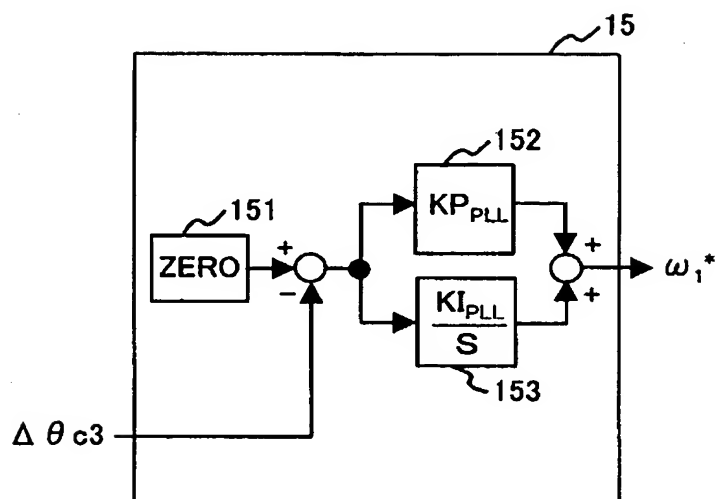 15
152
151
KP_PLL
ZERO
+
−
+
+
ω₁*
KI_PLL
S
153
Δθc3